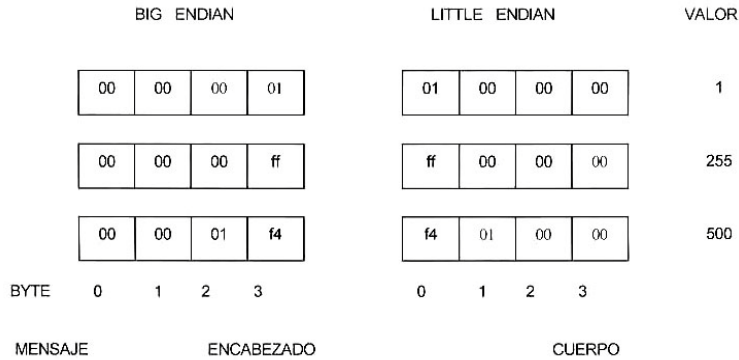 BIG ENDIAN LITTLE ENDIAN VALOR
00 00 00 01 01 00 00 00 1
00 00 00 ff ff 00 00 00 255
00 00 01 f4 f4 01 00 00 500
BYTE 0 1 2 3 0 1 2 3
MENSAJE ENCABEZADO CUERPO